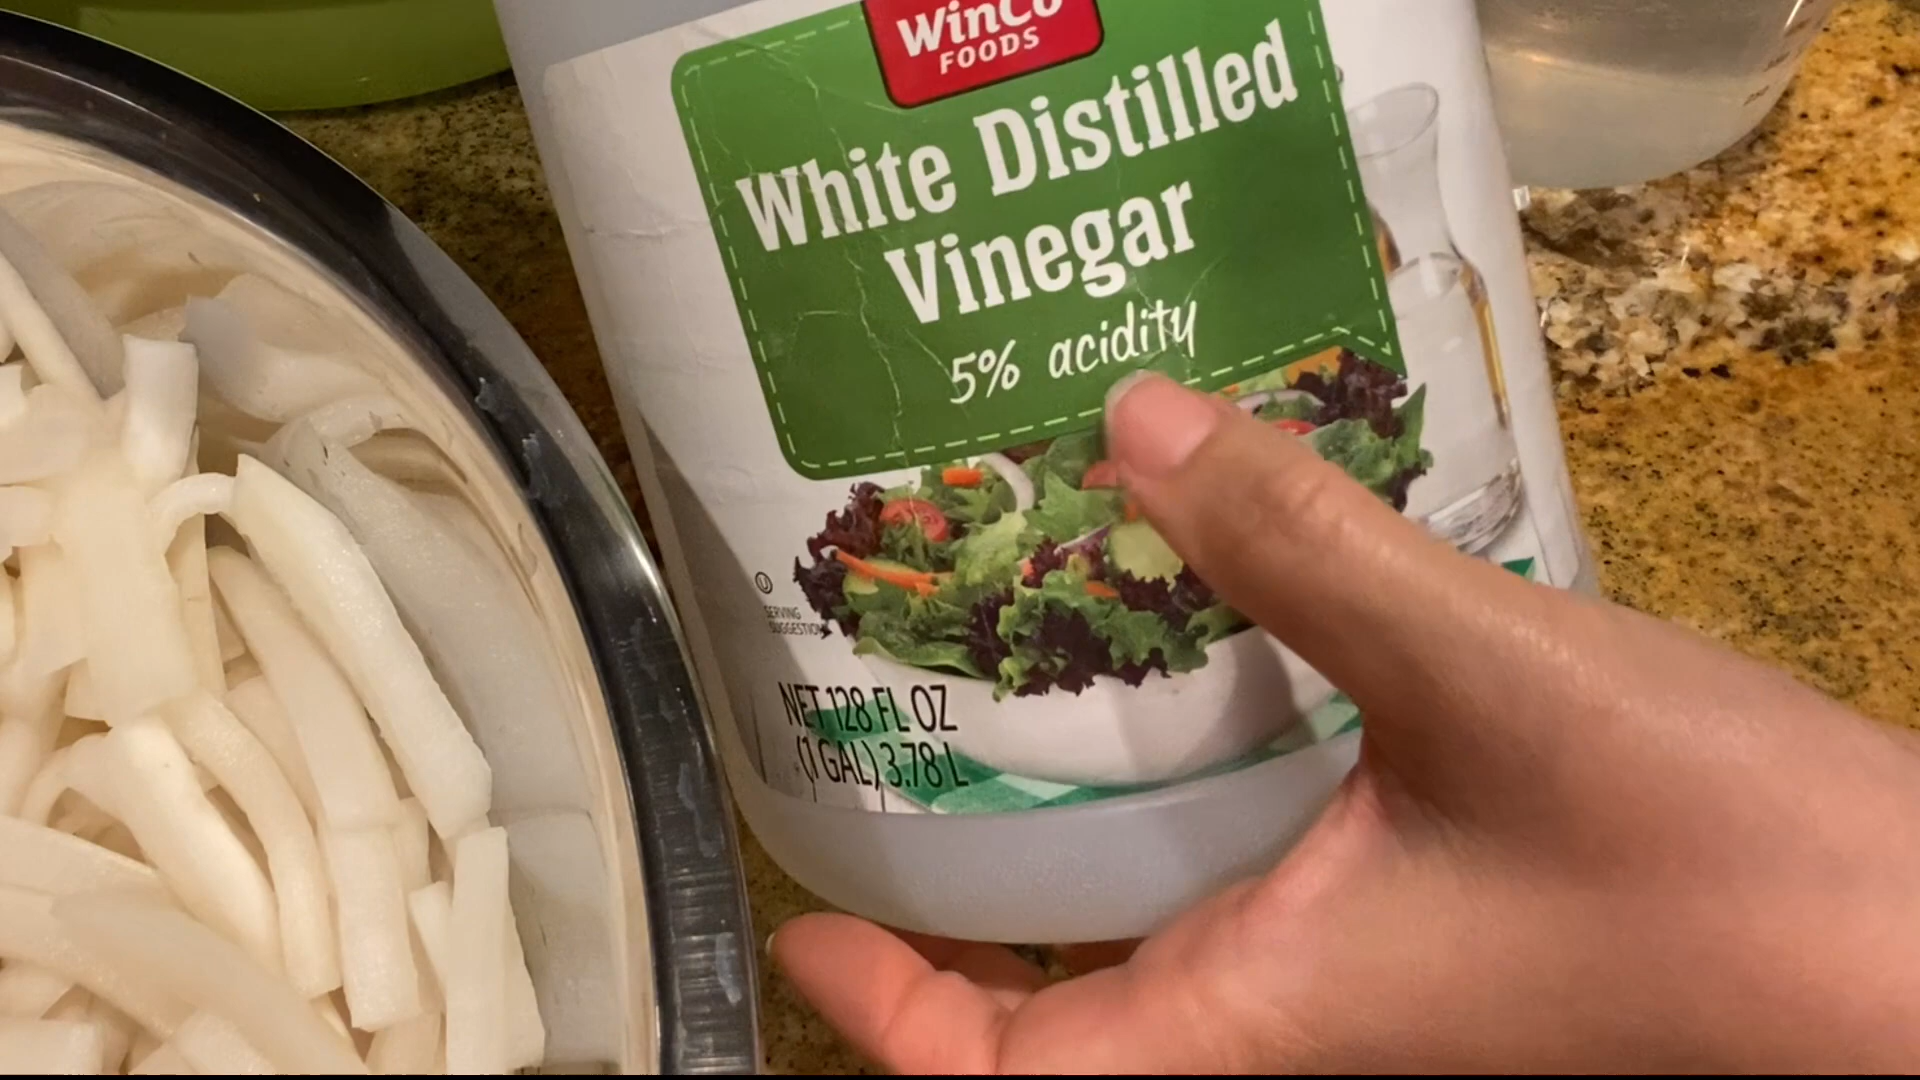 WinCo
FOODS
White Distilled
Vinegar
5% acidity
U
SERVING
SUGGESTION
NET 128 FL OZ
(1 GAL) 3.78 L